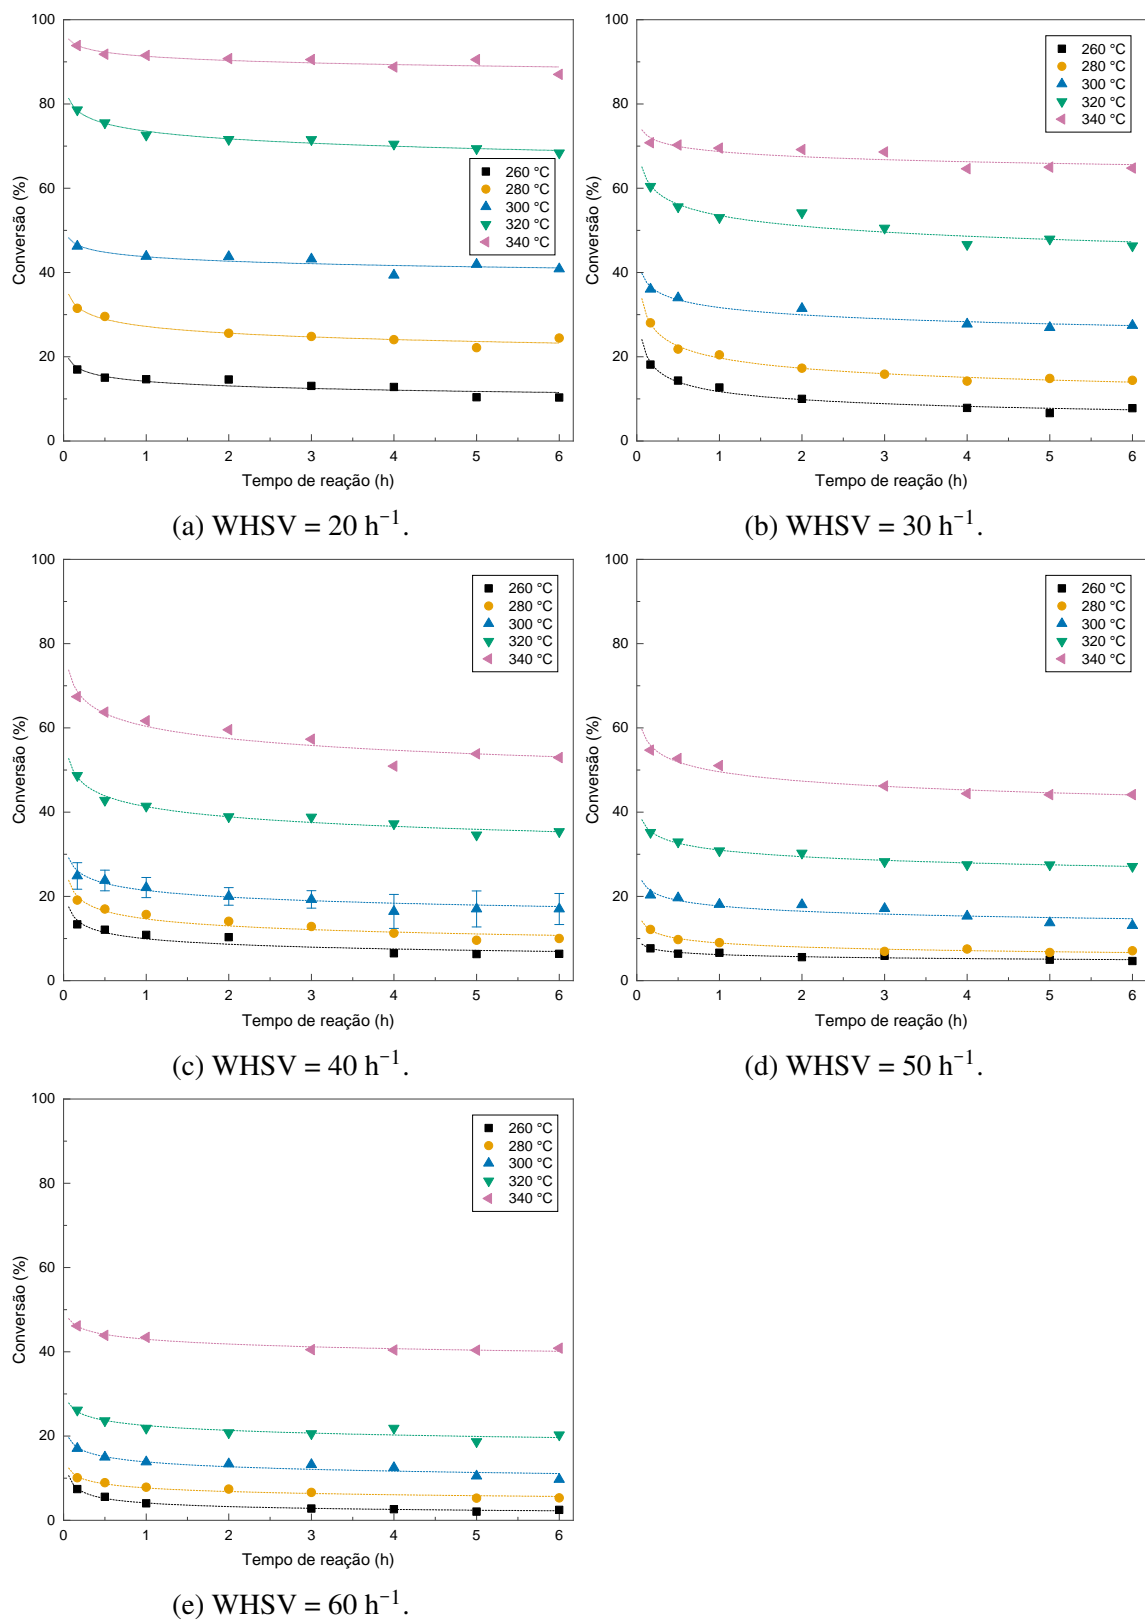 100
80
60
40
20
0
Conversão (%)
260 °C
280 °C
300 °C
320 °C
340 °C
0 1 2 3 4 5 6
Tempo de reação (h)
(a) WHSV = 20 h⁻¹.
100
80
60
40
20
0
Conversão (%)
260 °C
280 °C
300 °C
320 °C
340 °C
0 1 2 3 4 5 6
Tempo de reação (h)
(b) WHSV = 30 h⁻¹.
100
80
60
40
20
0
Conversão (%)
260 °C
280 °C
300 °C
320 °C
340 °C
0 1 2 3 4 5 6
Tempo de reação (h)
(c) WHSV = 40 h⁻¹.
100
80
60
40
20
0
Conversão (%)
260 °C
280 °C
300 °C
320 °C
340 °C
0 1 2 3 4 5 6
Tempo de reação (h)
(d) WHSV = 50 h⁻¹.
100
80
60
40
20
0
Conversão (%)
260 °C
280 °C
300 °C
320 °C
340 °C
0 1 2 3 4 5 6
Tempo de reação (h)
(e) WHSV = 60 h⁻¹.